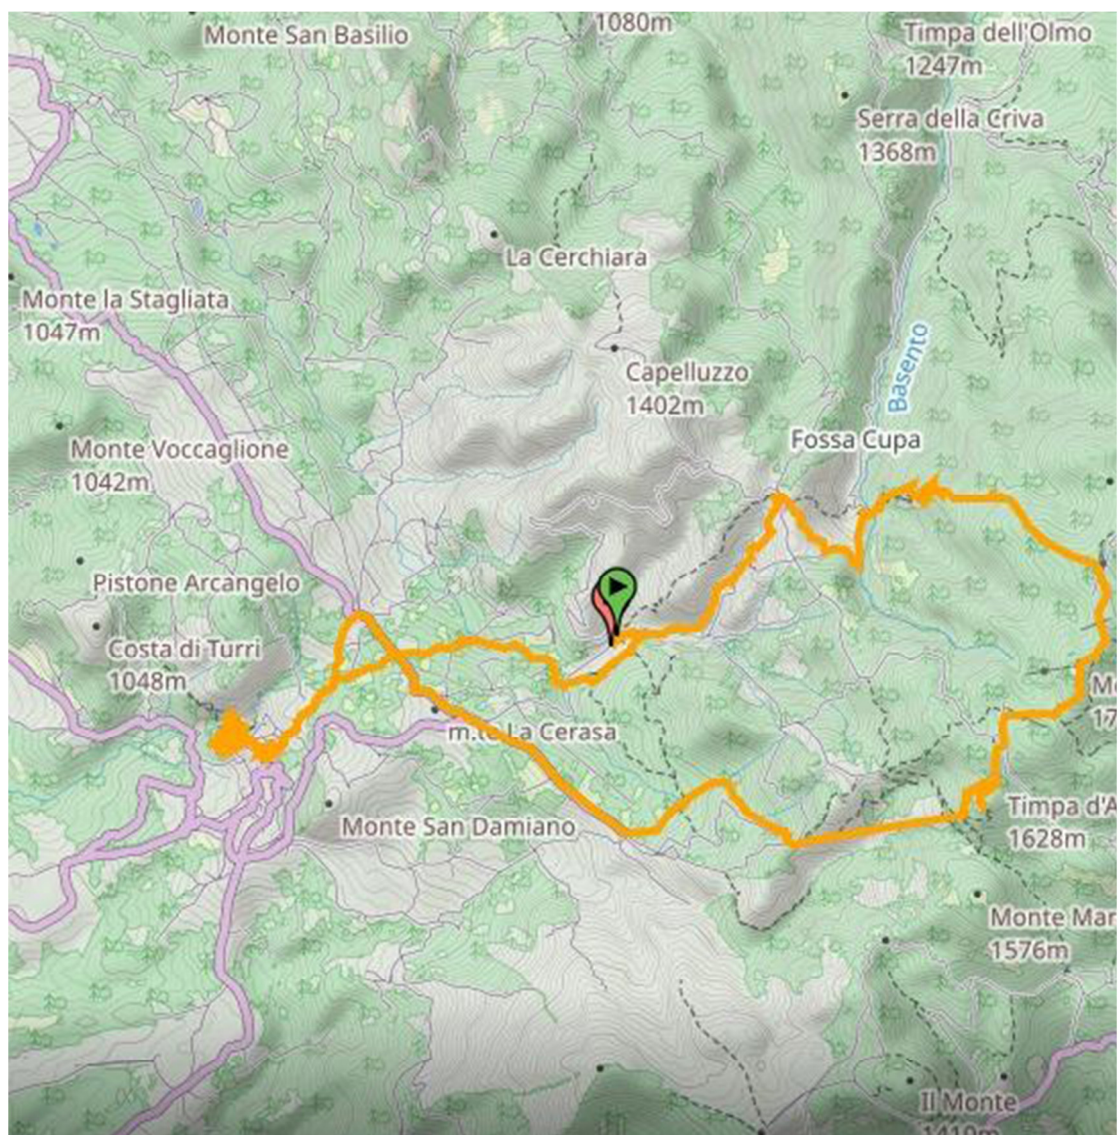 Monte San Basilio
1080m
Timpa dell'Olmo
1247m
Serra della Criva
1368m
La Cerchiara
Monte la Stagliata
1047m
Capelluzzo
1402m
Basento
Monte Voccaglione
1042m
Fossa Cupa
Pistone Arcangelo
Costa di Turri
1048m
M
17
m.te La Cerasa
Monte San Damiano
Timpa d'A
1628m
Monte Mar
1576m
Il Monte
1419m